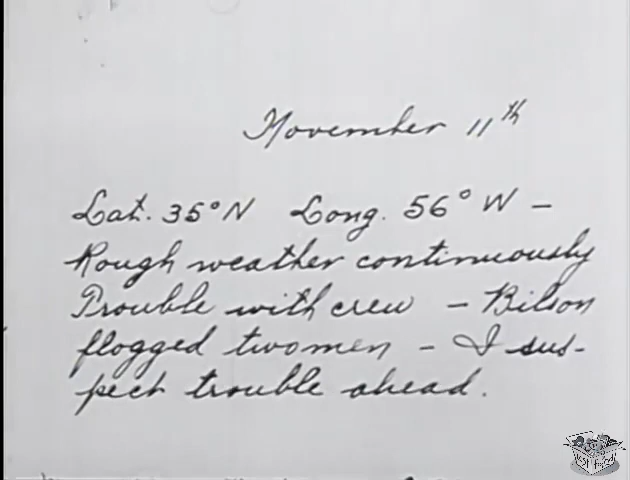 November 11th
Lat. 35° N Long. 56° W –
Rough weather continuously
Trouble with crew – Bilson
flogged two men – I sus-
pect trouble ahead.